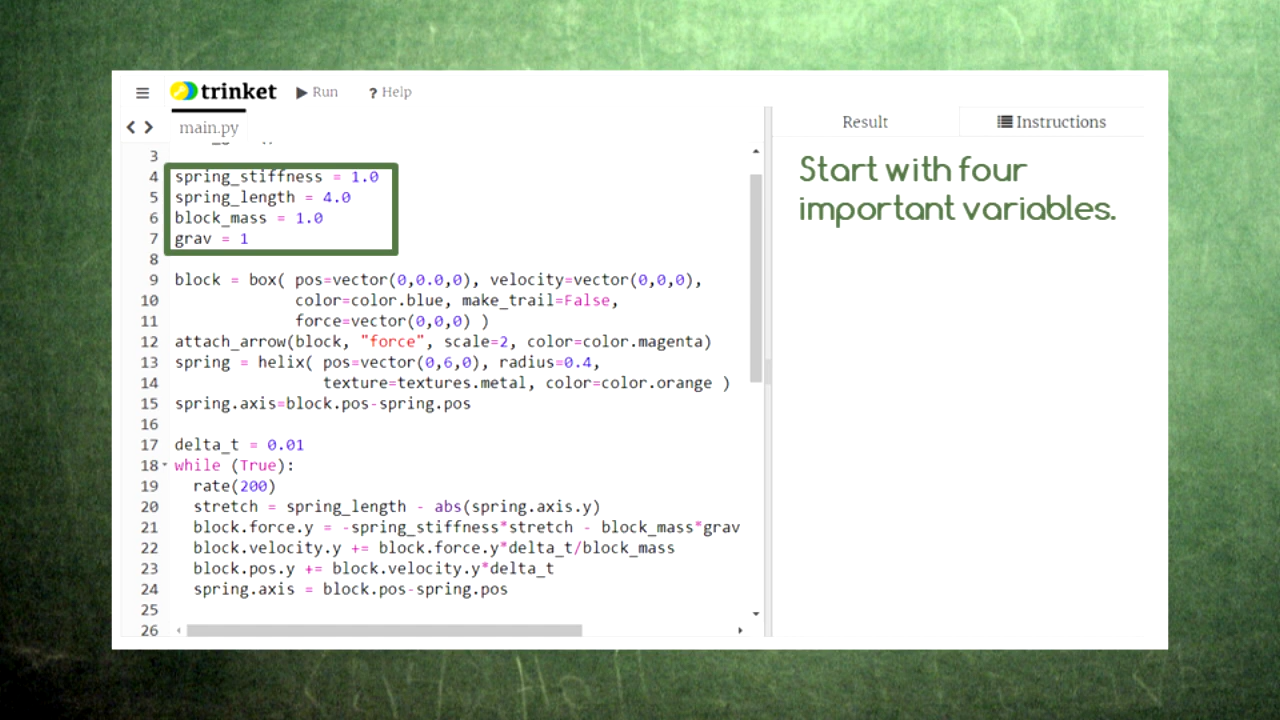 trinket Run ? Help
main.py
Result Instructions
Start with four
important variables.
3
4 spring_stiffness = 1.0
5 spring_length = 4.0
6 block_mass = 1.0
7 grav = 1
8
9 block = box( pos=vector(0,0.0,0), velocity=vector(0,0,0),
10 color=color.blue, make_trail=False,
11 force=vector(0,0,0) )
12 attach_arrow(block, "force", scale=2, color=color.magenta)
13 spring = helix( pos=vector(0,6,0), radius=0.4,
14 texture=textures.metal, color=color.orange )
15 spring.axis=block.pos-spring.pos
16
17 delta_t = 0.01
18 while (True):
19 rate(200)
20 stretch = spring_length - abs(spring.axis.y)
21 block.force.y = -spring_stiffness*stretch - block_mass*grav
22 block.velocity.y += block.force.y*delta_t/block_mass
23 block.pos.y += block.velocity.y*delta_t
24 spring.axis = block.pos-spring.pos
25
26